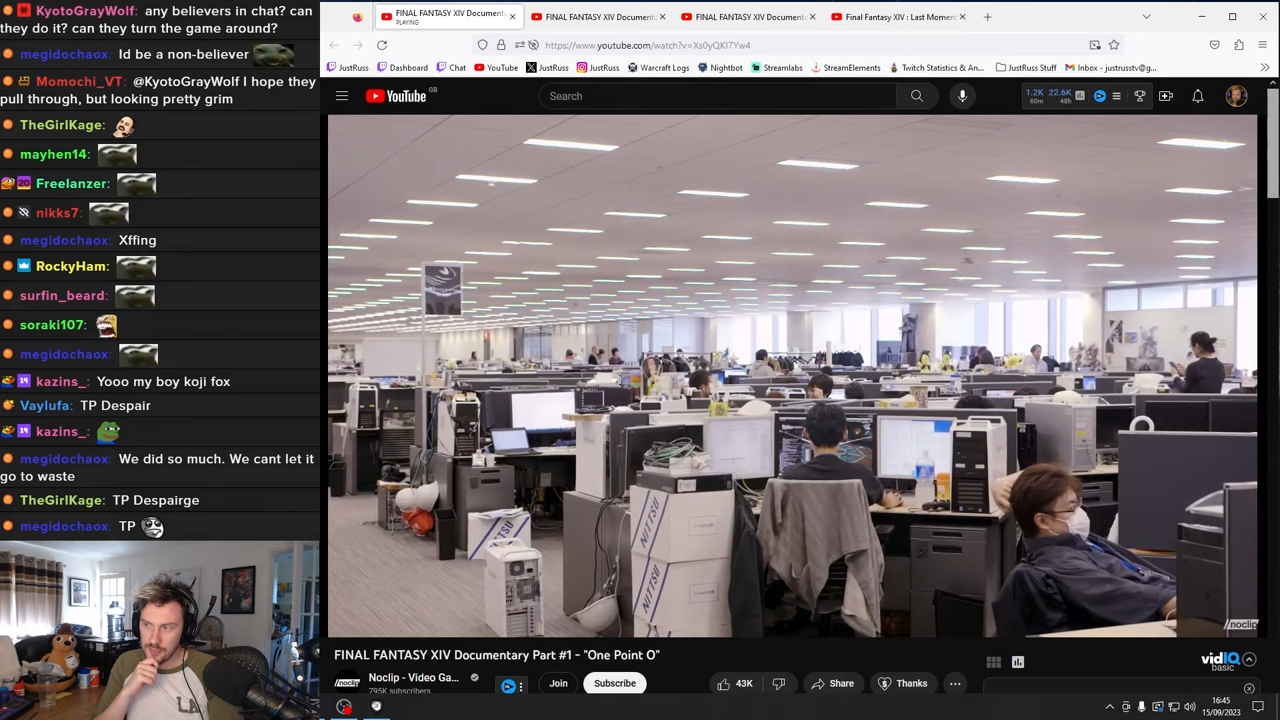 KyotoGrayWolf: any believers in chat? can
they do it? can they turn the game around?
megidochaox: Id be a non-believer
Momochi_VT: @KyotoGrayWolf I hope they
pull through, but looking pretty grim
TheGirlKage:
mayhen14:
20 Freelanzer:
nikks7:
megidochaox: Xffing
RockyHam:
surfin_beard:
soraki107:
megidochaox:
kazins_: Yooo my boy koji fox
Vaylufa: TP Despair
kazins_:
megidochaox: We did so much. We cant let it
go to waste
TheGirlKage: TP Despairge
megidochaox: TP
FINAL FANTASY XIV Documenta
PLAYING
FINAL FANTASY XIV Documenta
FINAL FANTASY XIV Documenta
Final Fantasy XIV : Last Moment
https://www.youtube.com/watch?v=Xs0yQKI7Yw4
JustRuss
Dashboard
Chat
YouTube
JustRuss
JustRuss
Warcraft Logs
Nightbot
Streamlabs
StreamElements
Twitch Statistics & An...
JustRuss Stuff
Inbox - justrusstv@g...
YouTube GB
Search
1.2K 60m
22.6K 48h
NITTSU
NITTSU
NITTSU
/noclip
FINAL FANTASY XIV Documentary Part #1 - "One Point O"
vidIQ
basic
/noclip
Noclip - Video Ga...
795K subscribers
Join
Subscribe
43K
Share
Thanks
16:45
15/09/2023